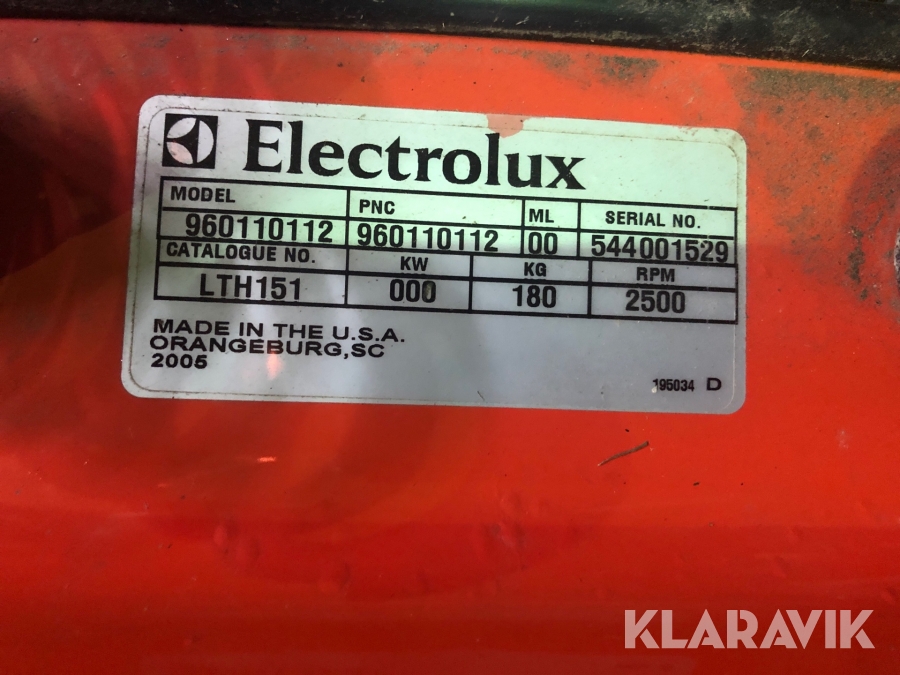 Electrolux
MODEL PNC ML SERIAL NO.
960110112 960110112 00 544001529
CATALOGUE NO. KW KG RPM
LTH151 000 180 2500
MADE IN THE U.S.A.
ORANGEBURG,SC
2005
195034 D
KLARAVIK